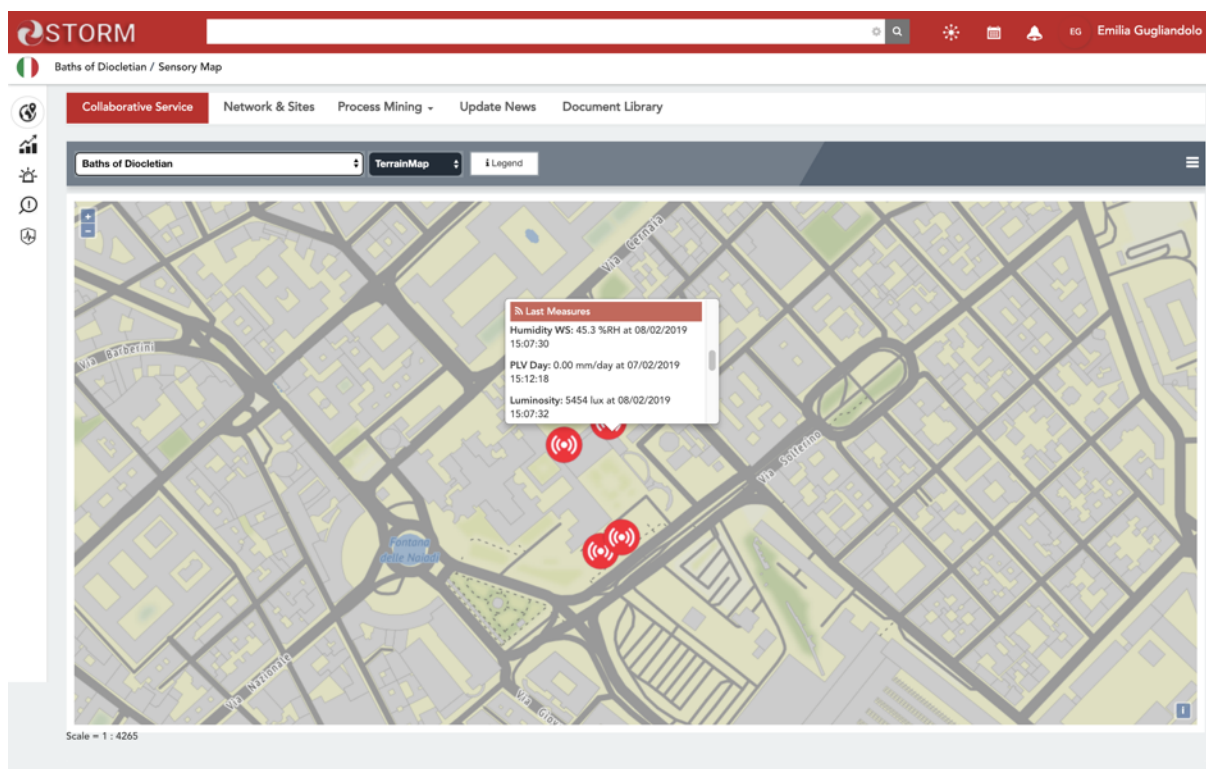 STORM
EG Emilia Gugliandolo
Baths of Diocletian / Sensory Map
Collaborative Service Network & Sites Process Mining Update News Document Library
Baths of Diocletian TerrainMap i Legend
+
-
Via Cernaia
Last Measures
Humidity WS: 45.3 %RH at 08/02/2019
15:07:30
PLV Day: 0.00 mm/day at 07/02/2019
15:12:18
Luminosity: 5454 lux at 08/02/2019
15:07:32
Via Barberini
Via Solferino
Fontana
delle Naiadi
Via Nazionale
Via Gio
i
Scale = 1 : 4265